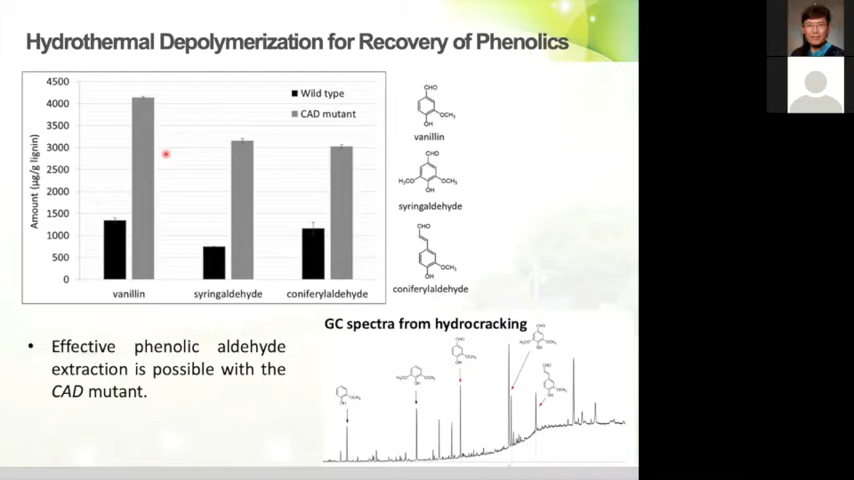 Hydrothermal Depolymerization for Recovery of Phenolics
4500
4000
3500
3000
2500
2000
1500
1000
500
0
Amount (µg/g lignin)
Wild type
CAD mutant
vanillin
syringaldehyde
coniferylaldehyde
CHO
OCH₃
OH
vanillin
CHO
H₃CO
OCH₃
OH
syringaldehyde
CHO
OCH₃
OH
coniferylaldehyde
• Effective phenolic aldehyde
extraction is possible with the
CAD mutant.
GC spectra from hydrocracking